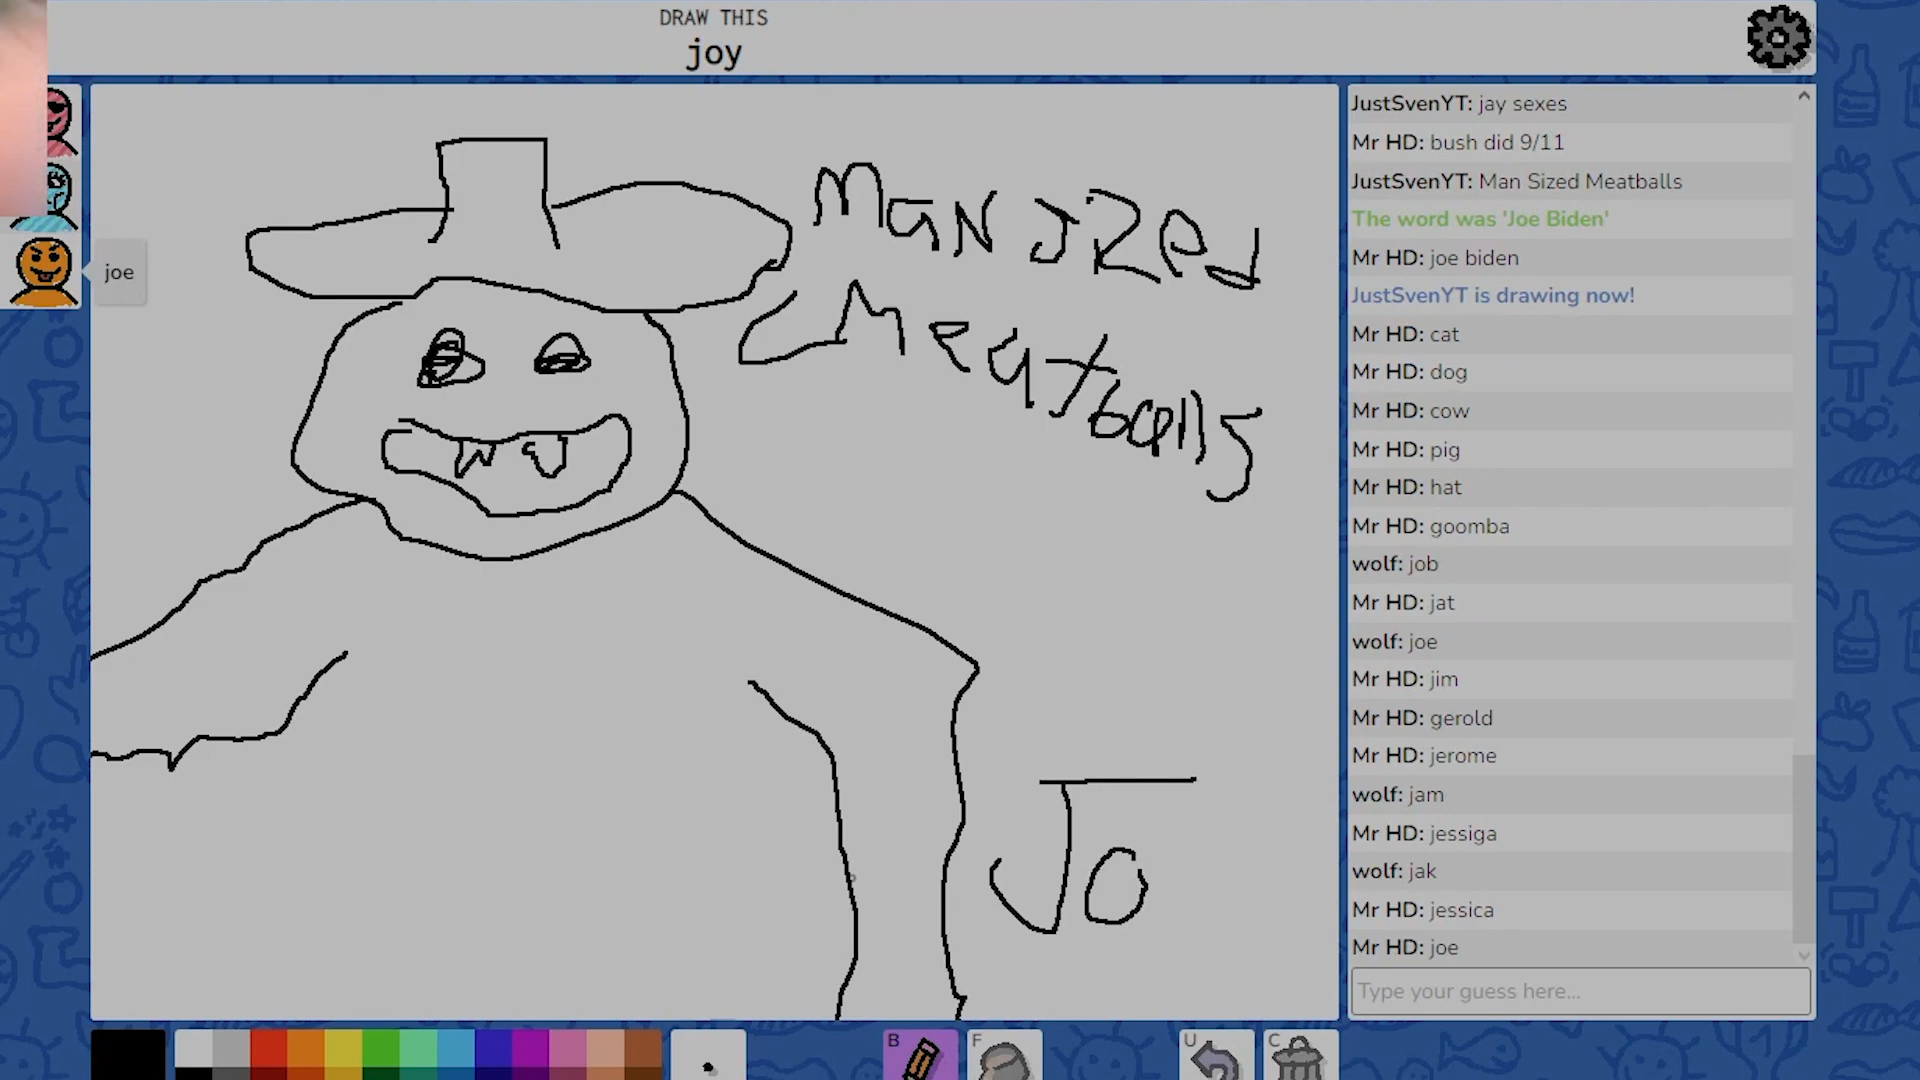 DRAW THIS
joy
joe
Man sized
Meatballs
Jo
JustSvenYT: jay sexes
Mr HD: bush did 9/11
JustSvenYT: Man Sized Meatballs
The word was 'Joe Biden'
Mr HD: joe biden
JustSvenYT is drawing now!
Mr HD: cat
Mr HD: dog
Mr HD: cow
Mr HD: pig
Mr HD: hat
Mr HD: goomba
wolf: job
Mr HD: jat
wolf: joe
Mr HD: jim
Mr HD: gerold
Mr HD: jerome
wolf: jam
Mr HD: jessiga
wolf: jak
Mr HD: jessica
Mr HD: joe
Type your guess here...
B
F
U
C